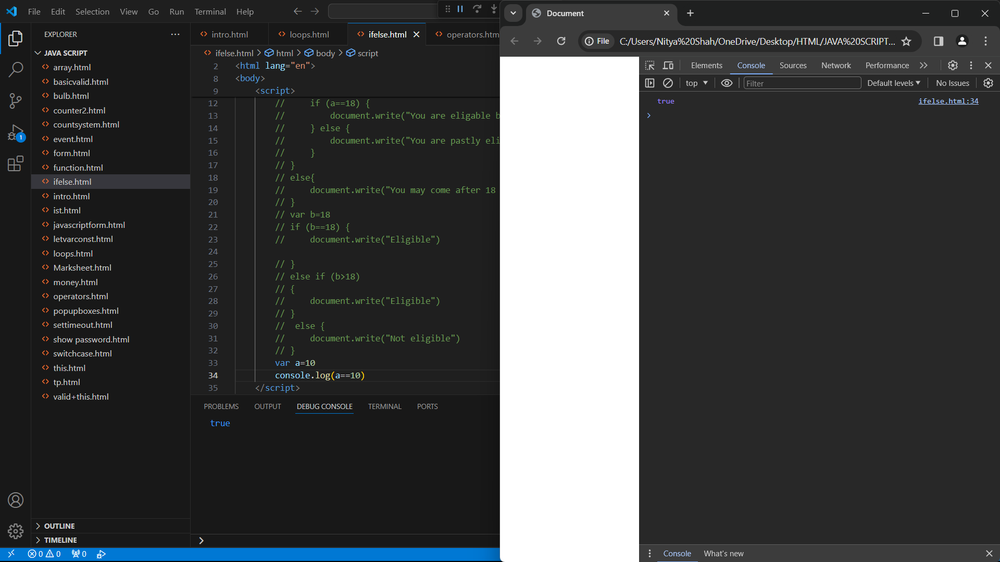 File Edit Selection View Go Run Terminal Help
EXPLORER
JAVA SCRIPT
array.html
basicvalid.html
bulb.html
counter2.html
countsystem.html
event.html
form.html
function.html
ifelse.html
intro.html
ist.html
javascriptform.html
letvarconst.html
loops.html
Marksheet.html
money.html
operators.html
popupboxes.html
settimeout.html
show password.html
switchcase.html
this.html
tp.html
valid+this.html
OUTLINE
TIMELINE
1
0 0 0
intro.html loops.html ifelse.html operators.htm
ifelse.html > html > body > script
2 <html lang="en">
8 <body>
9 <script>
12 // if (a==18) {
13 // document.write("You are eligable b
14 // } else {
15 // document.write("You are pastly eli
16 // }
17 // }
18 // else{
19 // document.write("You may come after 18
20 // }
21 // var b=18
22 // if (b==18) {
23 // document.write("Eligible")
24
25 // }
26 // else if (b>18)
27 // {
28 // document.write("Eligible")
29 // }
30 // else {
31 // document.write("Not eligible")
32 // }
33 var a=10
34 console.log(a==10)
35 </script>
PROBLEMS OUTPUT DEBUG CONSOLE TERMINAL PORTS
true
Document
File C:/Users/Nitya%20Shah/OneDrive/Desktop/HTML/JAVA%20SCRIPT...
Elements Console Sources Network Performance
top Filter Default levels No Issues
true ifelse.html:34
Console What's new